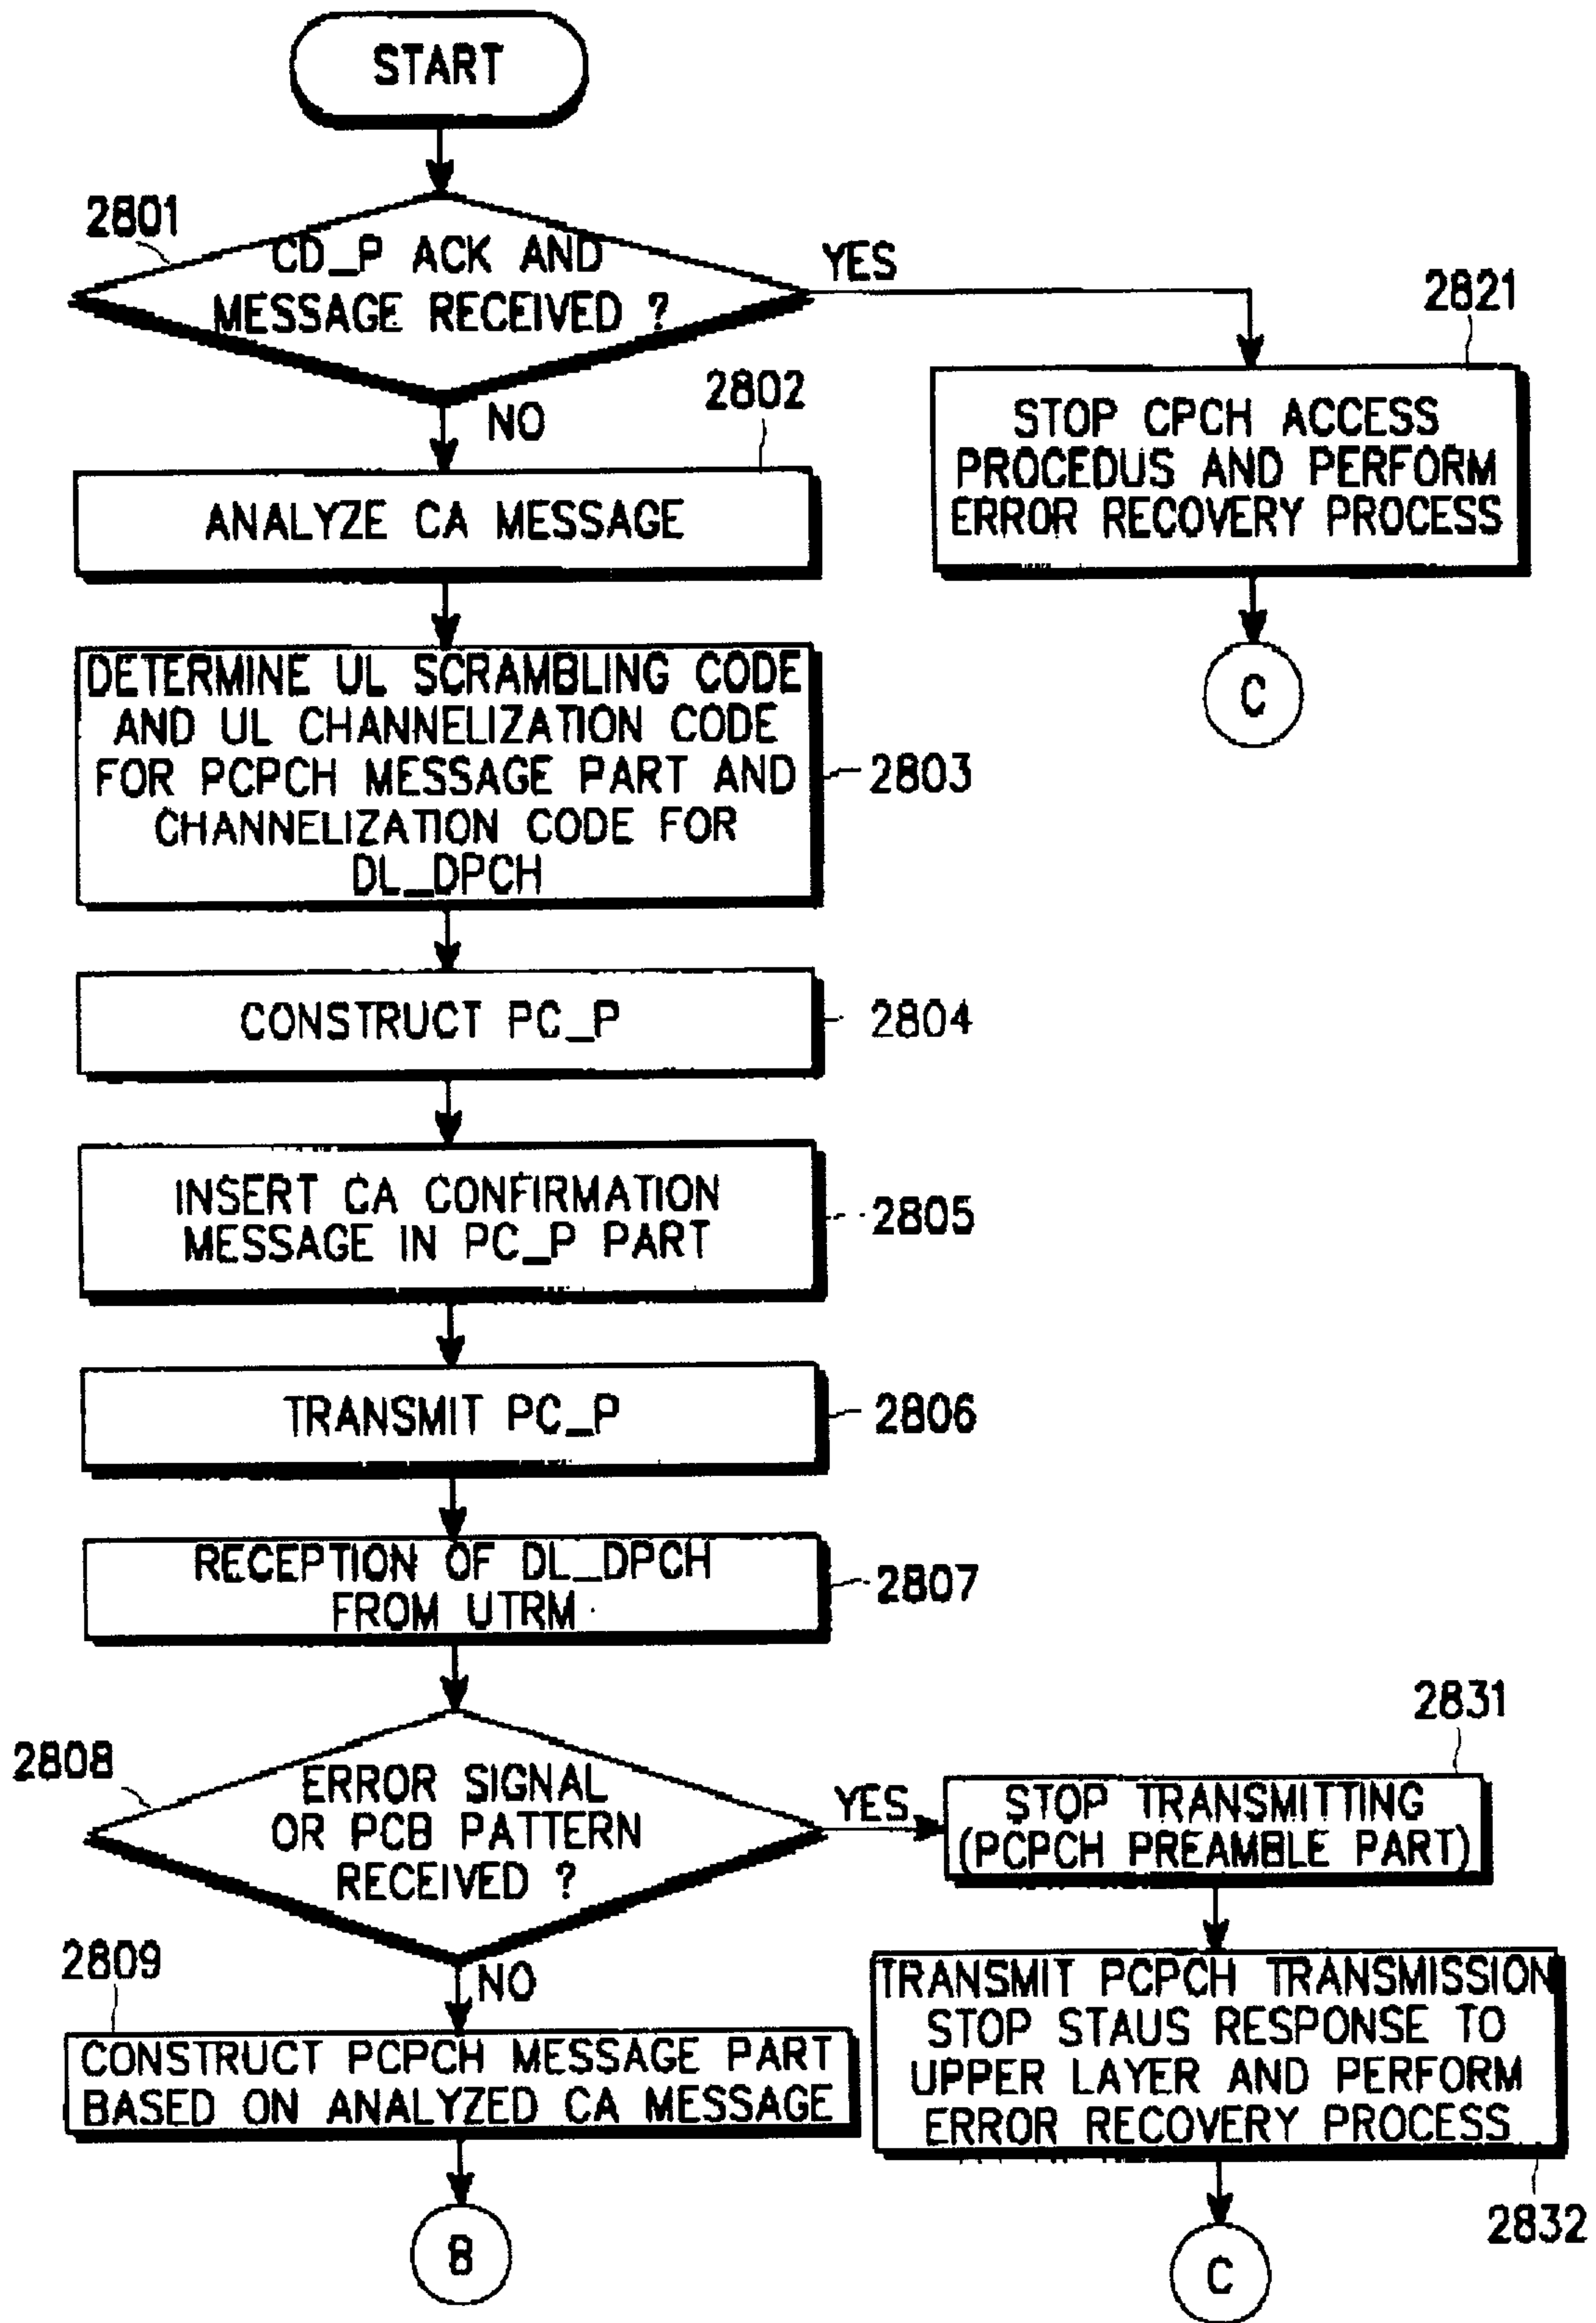 START
2801
CD_P ACK AND
MESSAGE RECEIVED ?
YES
NO
2821
STOP CPCH ACCESS
PROCEDUS AND PERFORM
ERROR RECOVERY PROCESS
C
2802
ANALYZE CA MESSAGE
DETERMINE UL SCRAMBLING CODE
AND UL CHANNELIZATION CODE
FOR PCPCH MESSAGE PART AND
CHANNELIZATION CODE FOR
DL_DPCH
2803
CONSTRUCT PC_P
2804
INSERT CA CONFIRMATION
MESSAGE IN PC_P PART
2805
TRANSMIT PC_P
2806
RECEPTION OF DL_DPCH
FROM UTRM
2807
2808
ERROR SIGNAL
OR PCB PATTERN
RECEIVED ?
YES
NO
2831
STOP TRANSMITTING
(PCPCH PREAMBLE PART)
TRANSMIT PCPCH TRANSMISSION
STOP STAUS RESPONSE TO
UPPER LAYER AND PERFORM
ERROR RECOVERY PROCESS
2832
C
2809
CONSTRUCT PCPCH MESSAGE PART
BASED ON ANALYZED CA MESSAGE
B